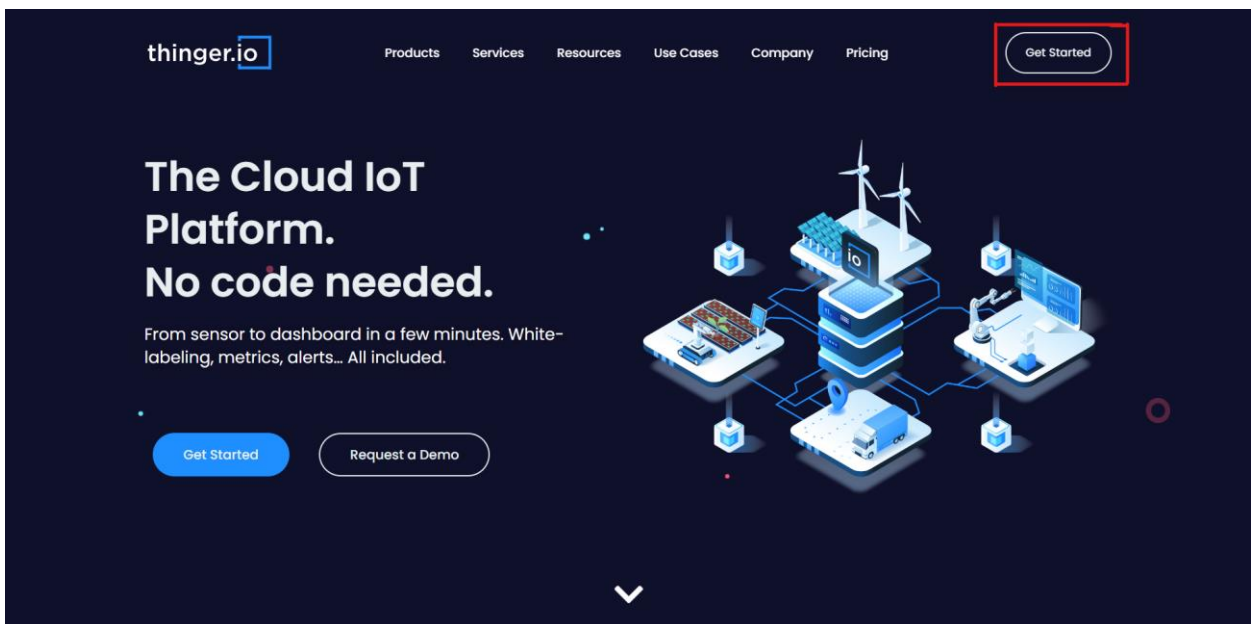 thinger.io
Products Services Resources Use Cases Company Pricing
Get Started
The Cloud IoT
Platform.
No code needed.
From sensor to dashboard in a few minutes. White-
labeling, metrics, alerts... All included.
Get Started
Request a Demo
io